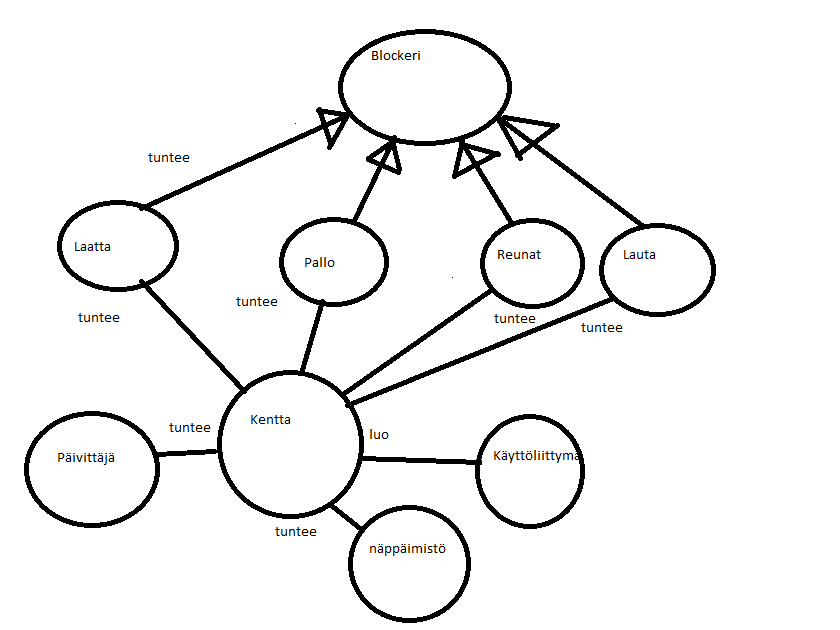 Blockeri
tuntee
Laatta
Pallo
Reunat
Lauta
tuntee
tuntee
tuntee
tuntee
Kentta
tuntee
luo
Päivittäjä
Käyttöliittymä
tuntee
näppäimistö